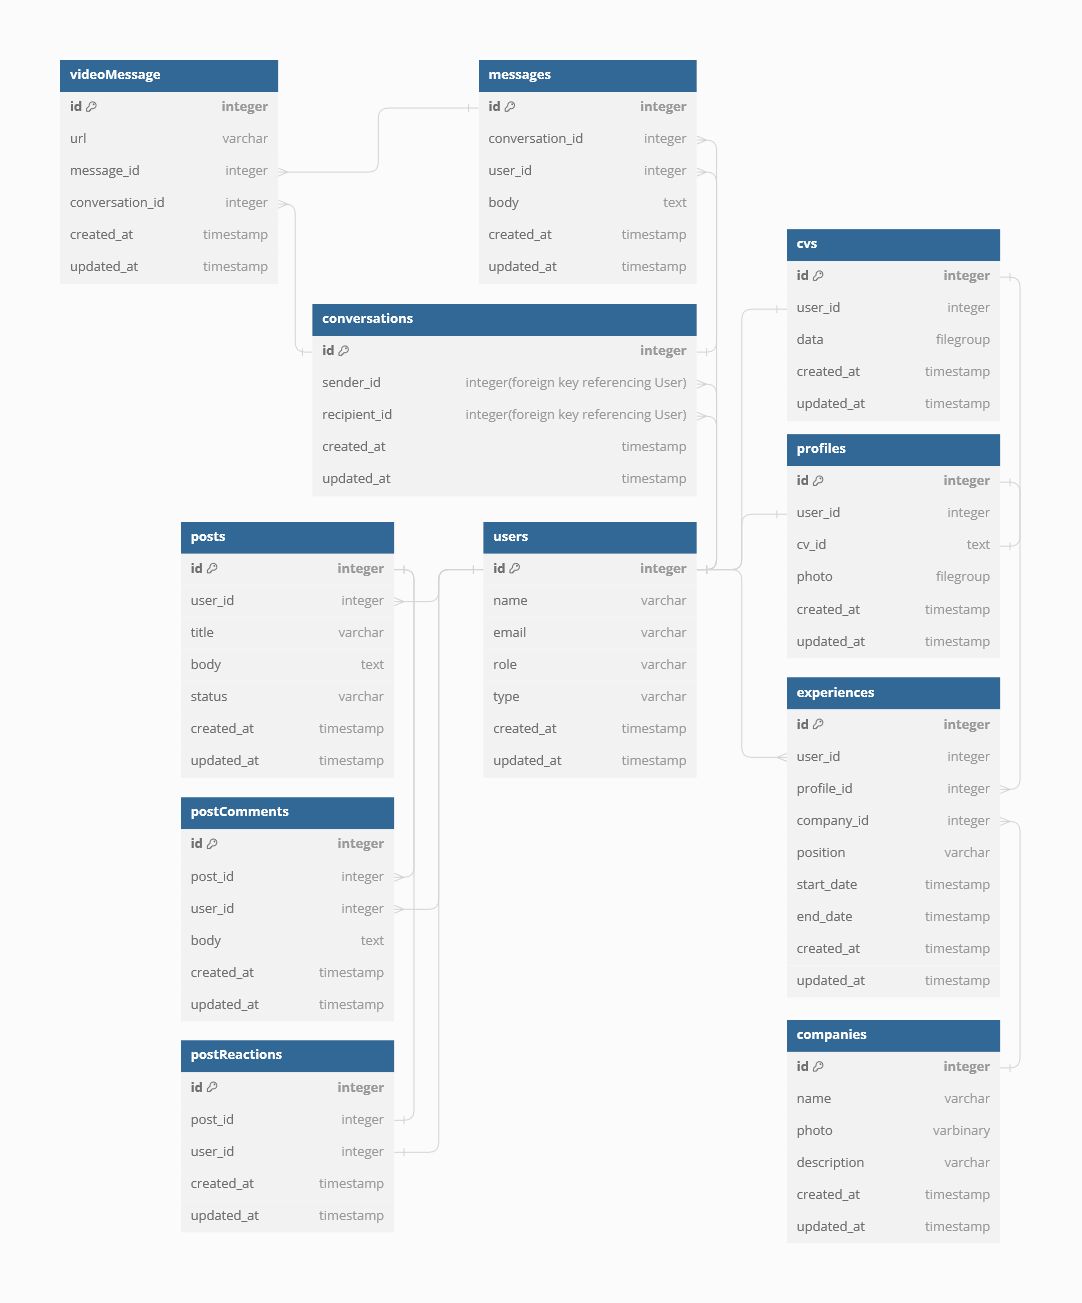 videoMessage
id integer
url varchar
message_id integer
conversation_id integer
created_at timestamp
updated_at timestamp
messages
id integer
conversation_id integer
user_id integer
body text
created_at timestamp
updated_at timestamp
conversations
id integer
sender_id integer(foreign key referencing User)
recipient_id integer(foreign key referencing User)
created_at timestamp
updated_at timestamp
posts
id integer
user_id integer
title varchar
body text
status varchar
created_at timestamp
updated_at timestamp
users
id integer
name varchar
email varchar
role varchar
type varchar
created_at timestamp
updated_at timestamp
postComments
id integer
post_id integer
user_id integer
body text
created_at timestamp
updated_at timestamp
postReactions
id integer
post_id integer
user_id integer
created_at timestamp
updated_at timestamp
cvs
id integer
user_id integer
data filegroup
created_at timestamp
updated_at timestamp
profiles
id integer
user_id integer
cv_id text
photo filegroup
created_at timestamp
updated_at timestamp
experiences
id integer
user_id integer
profile_id integer
company_id integer
position varchar
start_date timestamp
end_date timestamp
created_at timestamp
updated_at timestamp
companies
id integer
name varchar
photo varbinary
description varchar
created_at timestamp
updated_at timestamp